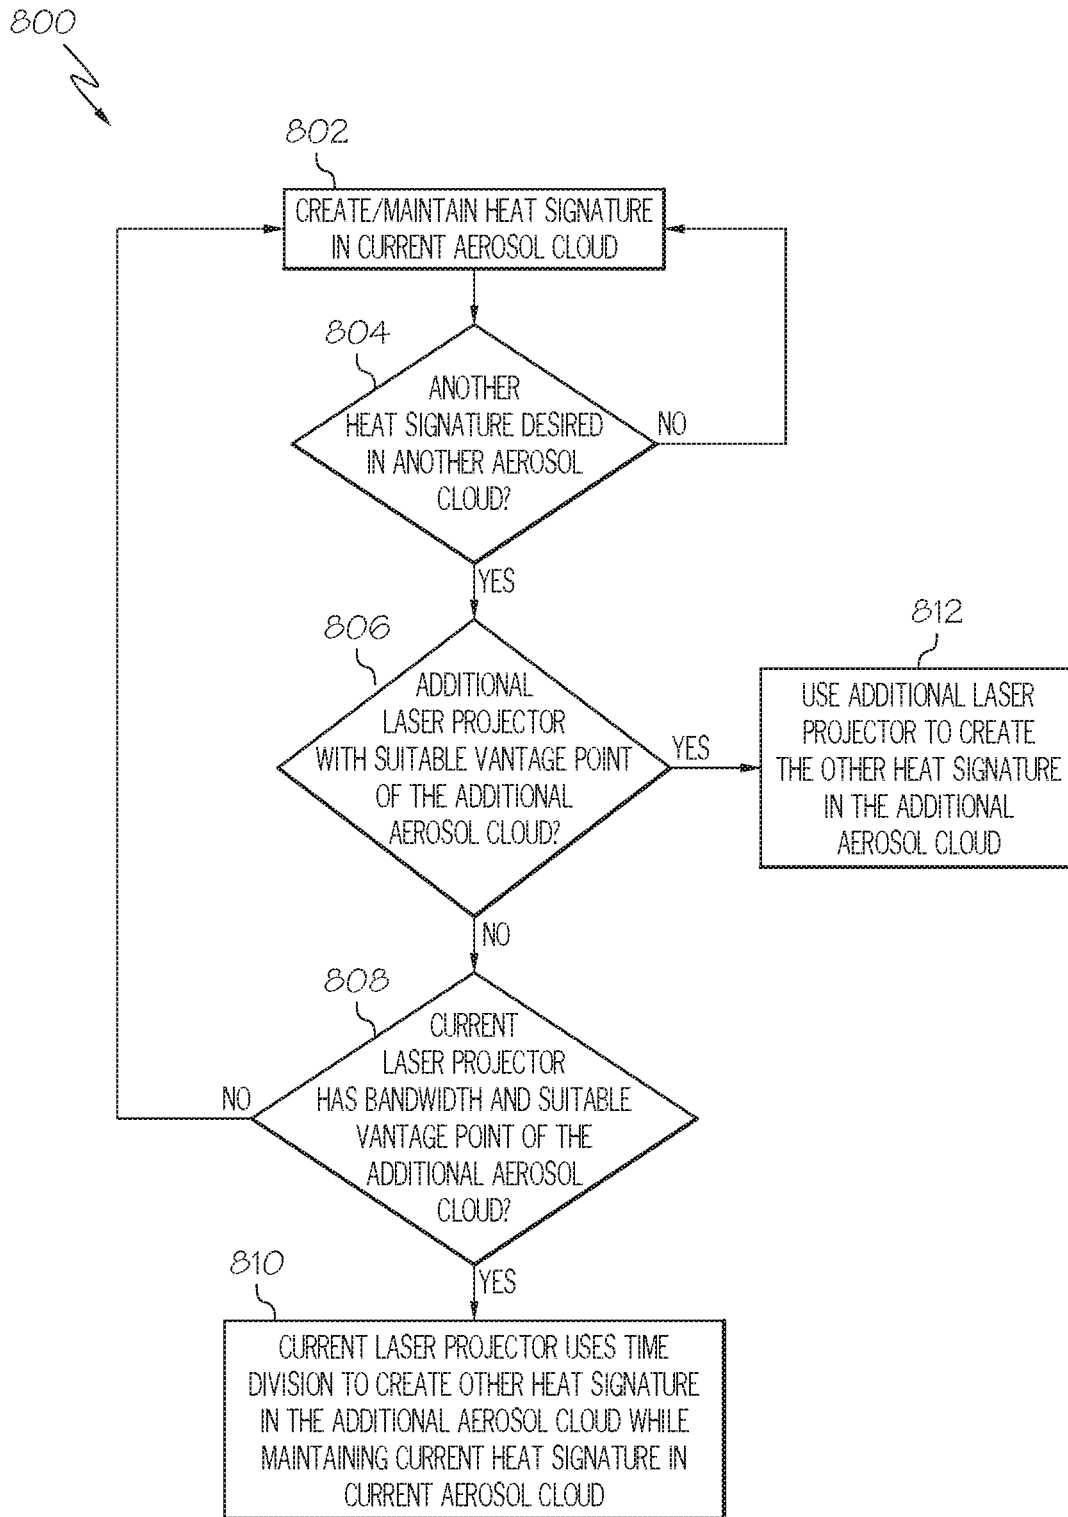 800
802
CREATE/MAINTAIN HEAT SIGNATURE
IN CURRENT AEROSOL CLOUD
804
ANOTHER
HEAT SIGNATURE DESIRED
IN ANOTHER AEROSOL
CLOUD?
NO
YES
806
ADDITIONAL
LASER PROJECTOR
WITH SUITABLE VANTAGE POINT
OF THE ADDITIONAL
AEROSOL CLOUD?
YES
812
USE ADDITIONAL LASER
PROJECTOR TO CREATE
THE OTHER HEAT SIGNATURE
IN THE ADDITIONAL
AEROSOL CLOUD
NO
808
CURRENT
LASER PROJECTOR
HAS BANDWIDTH AND SUITABLE
VANTAGE POINT OF THE
ADDITIONAL AEROSOL
CLOUD?
NO
YES
810
CURRENT LASER PROJECTOR USES TIME
DIVISION TO CREATE OTHER HEAT SIGNATURE
IN THE ADDITIONAL AEROSOL CLOUD WHILE
MAINTAINING CURRENT HEAT SIGNATURE IN
CURRENT AEROSOL CLOUD